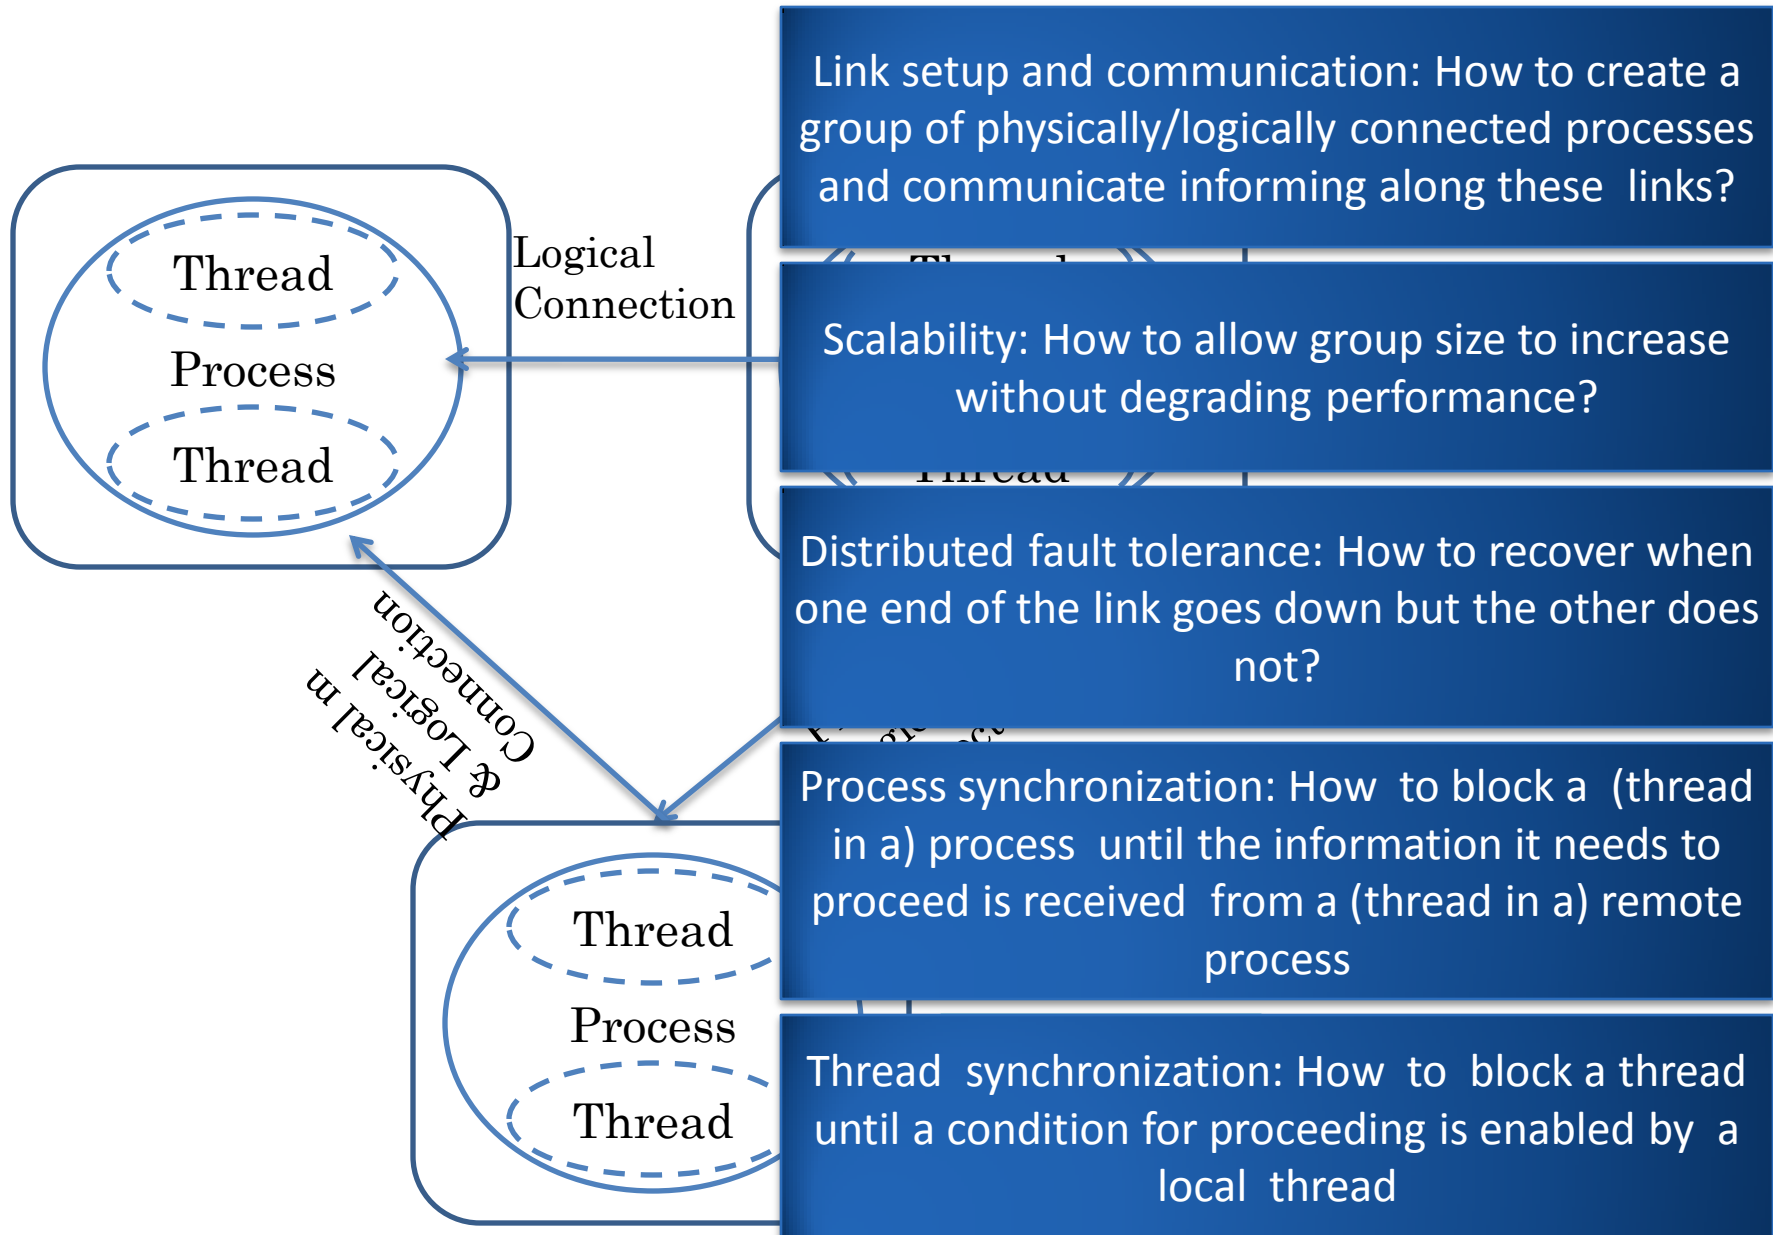 Link setup and communication: How to create a
group of physically/logically connected processes
and communicate informing along these links?
Thread
Process
Thread
Logical
Connection
Thread
Scalability: How to allow group size to increase
without degrading performance?
Thread
Distributed fault tolerance: How to recover when
one end of the link goes down but the other does
not?
Physical m
& Logical
Connection
Process synchronization: How to block a (thread
in a) process until the information it needs to
proceed is received from a (thread in a) remote
process
Thread
Process
Thread
Thread synchronization: How to block a thread
until a condition for proceeding is enabled by a
local thread